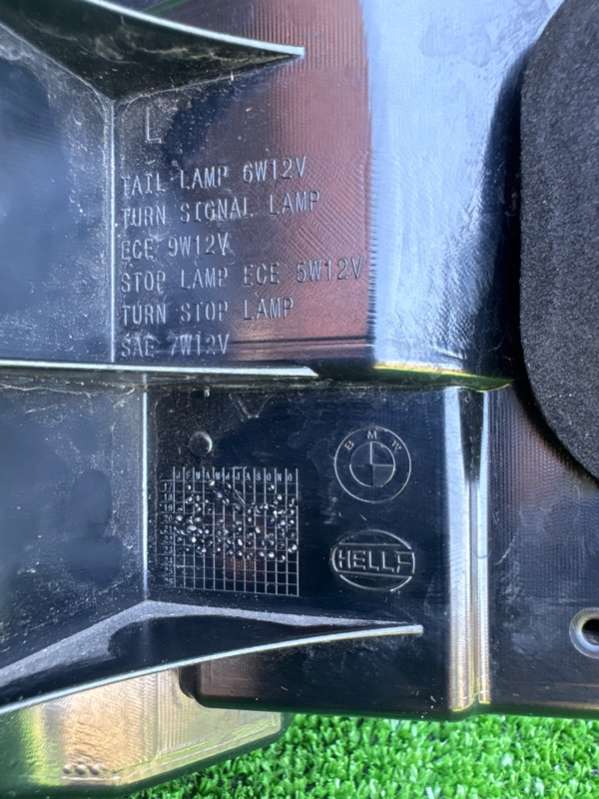 L
TAIL LAMP 6W12V
TURN SIGNAL LAMP
ECE 9W12V
STOP LAMP ECE 5W12V
TURN STOP LAMP
SAE 7W12V
BMW
J F M A M J J A S O N D
HELLA